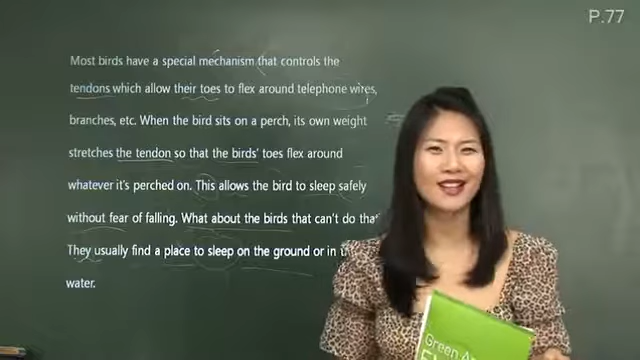 P.77
Most birds have a special mechanism that controls the
tendons which allow their toes to flex around telephone wires,
branches, etc. When the bird sits on a perch, its own weight
stretches the tendon so that the birds' toes flex around
whatever it's perched on. This allows the bird to sleep safely
without fear of falling. What about the birds that can't do
They usually find a place to sleep on the ground or in
water.
Green